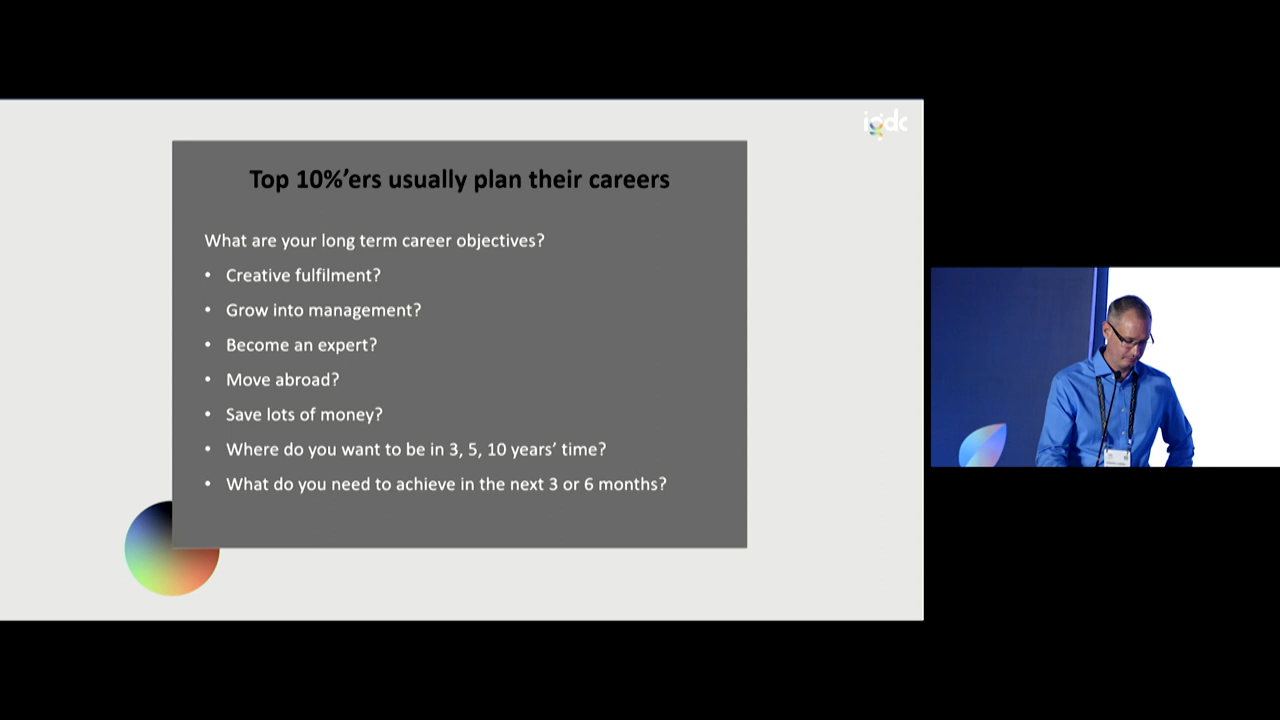 igdc
Top 10%’ers usually plan their careers
What are your long term career objectives?
• Creative fulfilment?
• Grow into management?
• Become an expert?
• Move abroad?
• Save lots of money?
• Where do you want to be in 3, 5, 10 years’ time?
• What do you need to achieve in the next 3 or 6 months?